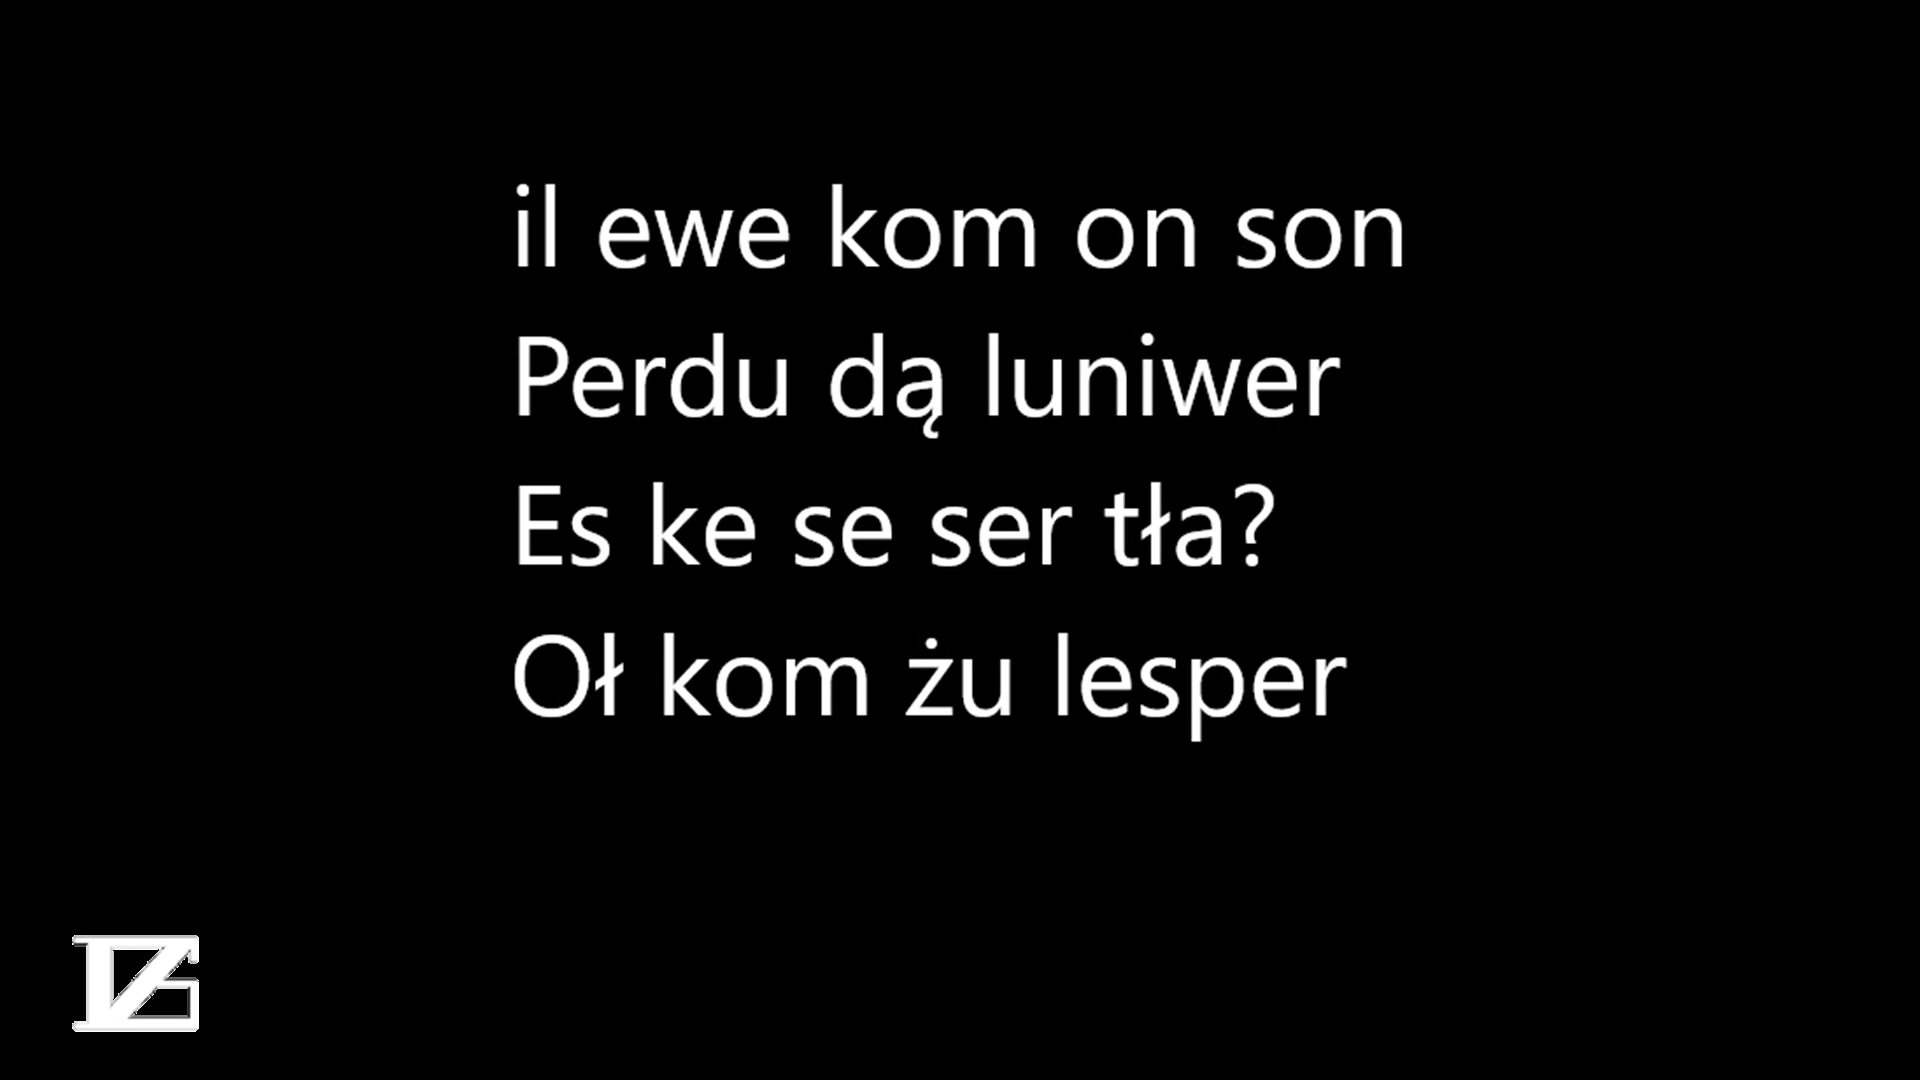 il ewe kom on son
Perdu dą luniwer
Es ke se ser tła?
Oł kom żu lesper